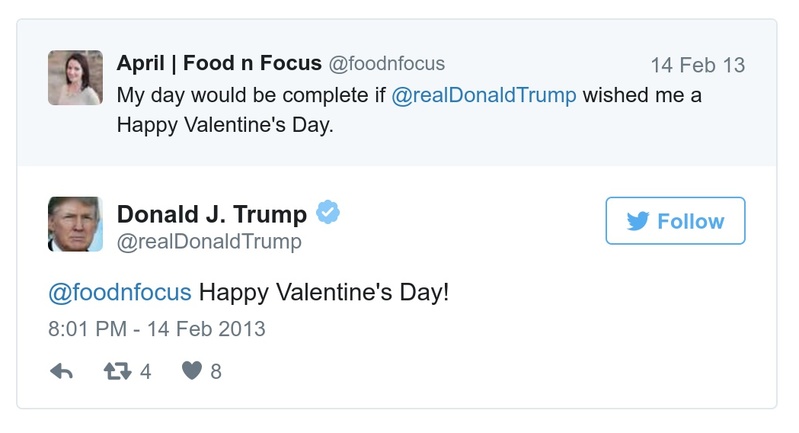 April | Food n Focus @foodnfocus 14 Feb 13
My day would be complete if @realDonaldTrump wished me a
Happy Valentine's Day.
Donald J. Trump
@realDonaldTrump
Follow
@foodnfocus Happy Valentine's Day!
8:01 PM - 14 Feb 2013
4 8